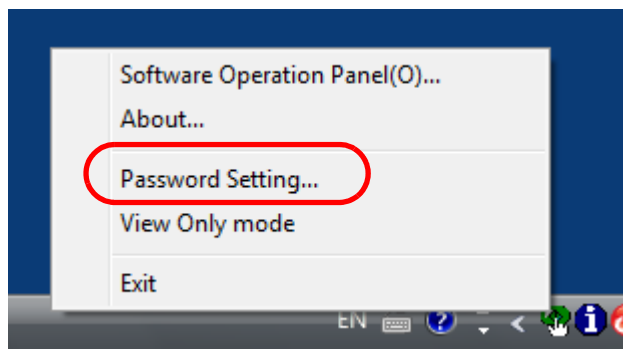 Software Operation Panel(O)...
About...
Password Setting...
View Only mode
Exit
EN